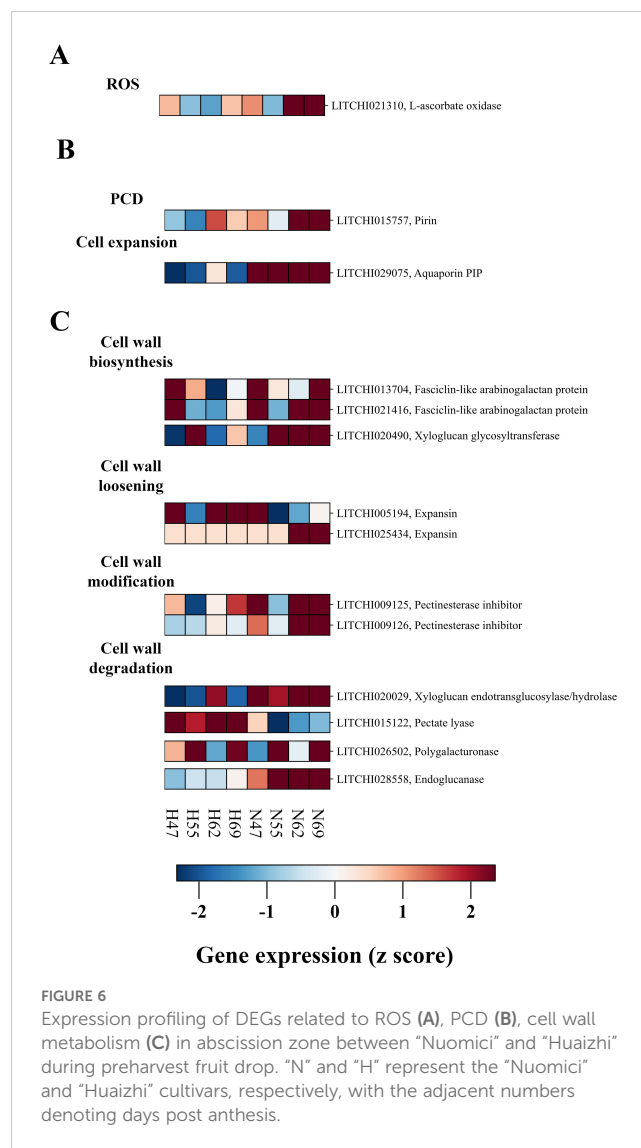 A
ROS
LITCHI021310, L-ascorbate oxidase
B
PCD
LITCHI015757, Pirin
Cell expansion
LITCHI029075, Aquaporin PIP
C
Cell wall
biosynthesis
LITCHI013704, Fasciclin-like arabinogalactan protein
LITCHI021416, Fasciclin-like arabinogalactan protein
LITCHI020490, Xyloglucan glycosyltransferase
Cell wall
loosening
LITCHI005194, Expansin
LITCHI025434, Expansin
Cell wall
modification
LITCHI009125, Pectinesterase inhibitor
LITCHI009126, Pectinesterase inhibitor
Cell wall
degradation
LITCHI020029, Xyloglucan endotransglucosylase/hydrolase
LITCHI015122, Pectate lyase
LITCHI026502, Polygalacturonase
LITCHI028558, Endoglucanase
H47 H55 H62 H69 N47 N55 N62 N69
-2 -1 0 1 2
Gene expression (z score)
FIGURE 6
Expression profiling of DEGs related to ROS (A), PCD (B), cell wall
metabolism (C) in abscission zone between “Nuomici” and “Huaizhi”
during preharvest fruit drop. “N” and “H” represent the “Nuomici”
and “Huaizhi” cultivars, respectively, with the adjacent numbers
denoting days post anthesis.